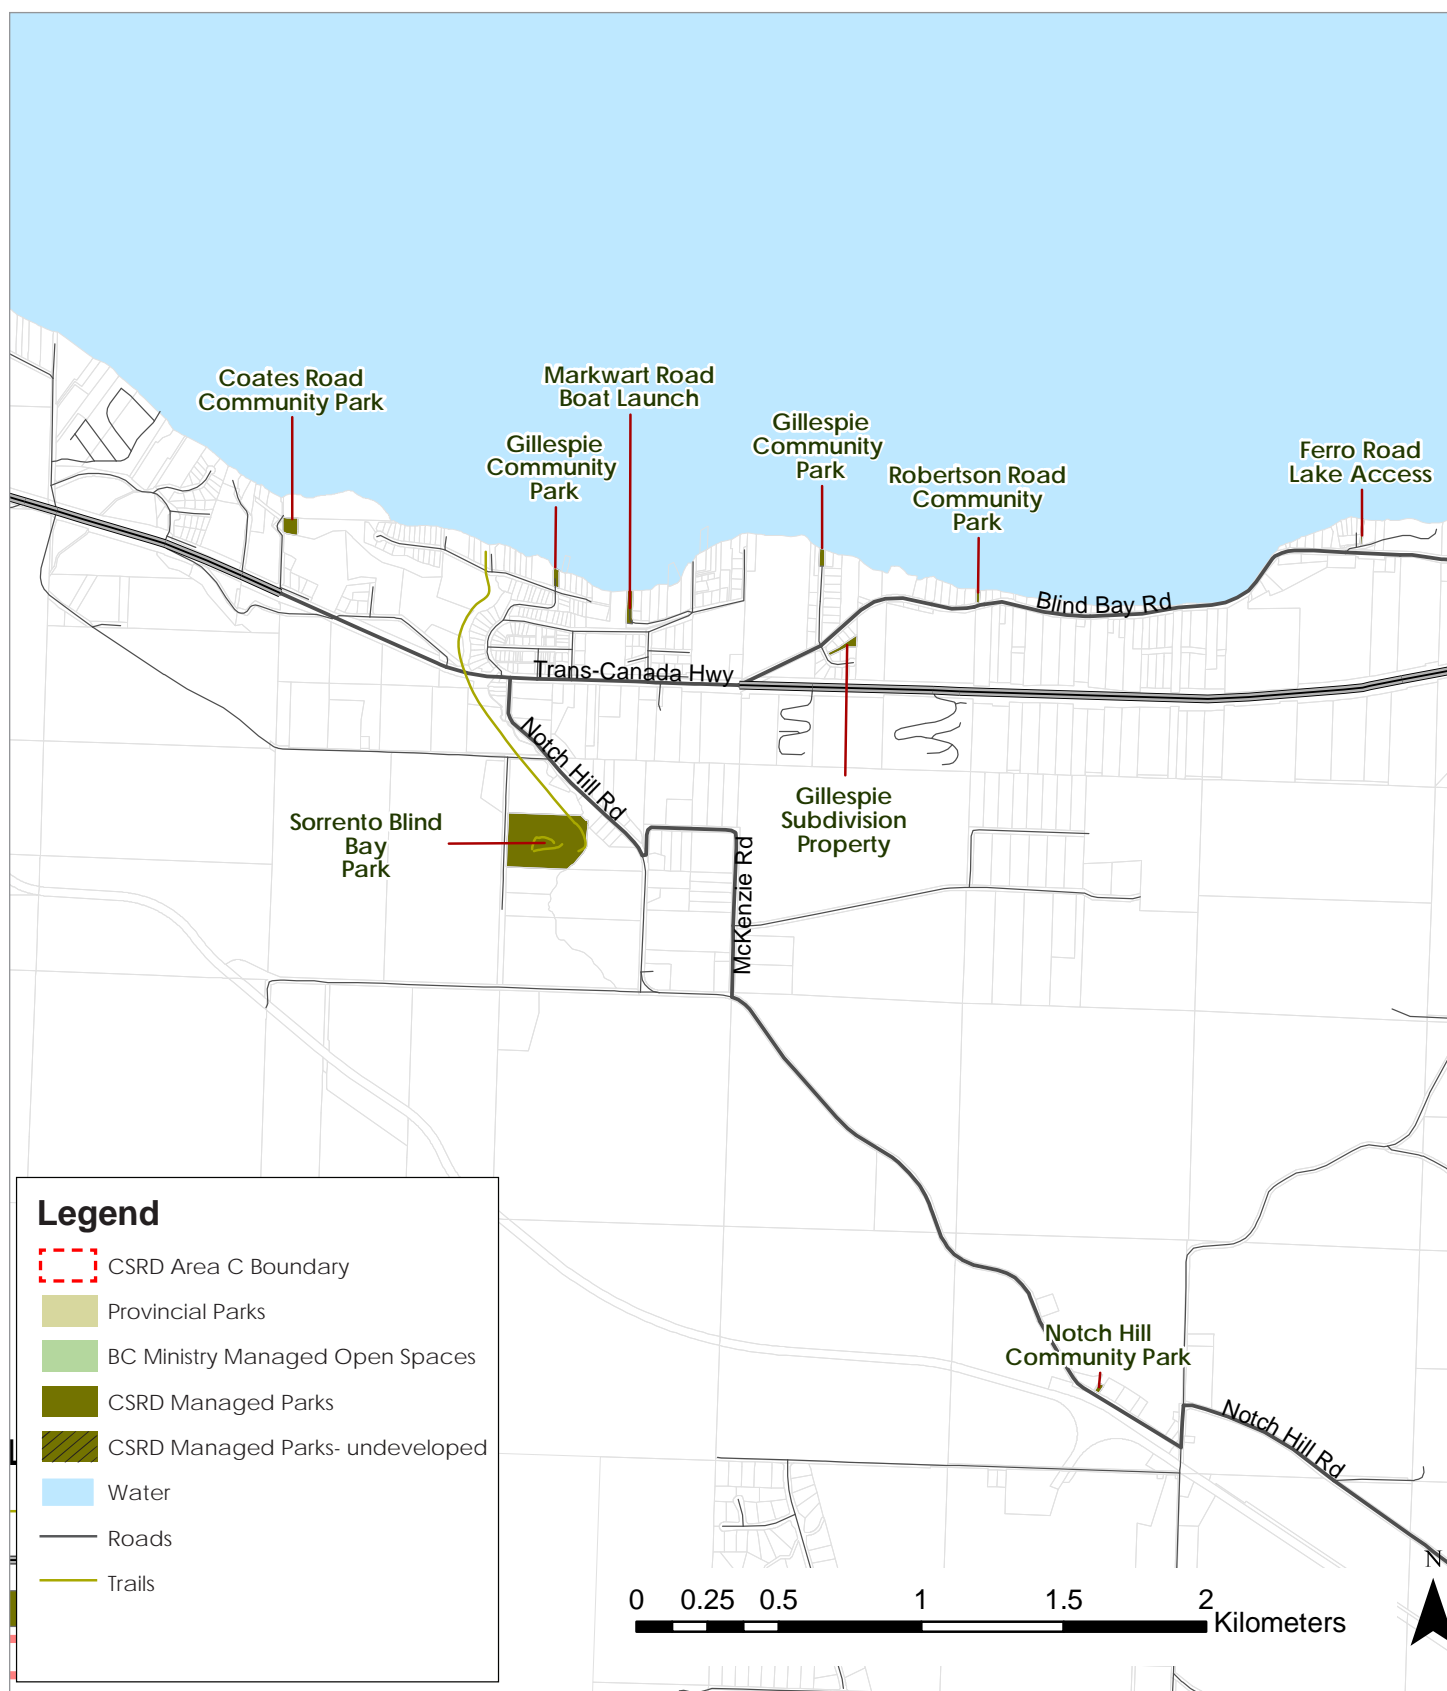 Coates Road
Community Park
Markwart Road
Boat Launch
Gillespie
Community
Park
Gillespie
Community
Park
Robertson Road
Community
Park
Ferro Road
Lake Access
Blind Bay Rd
Trans-Canada Hwy
Notch Hill Rd
Gillespie
Subdivision
Property
Sorrento Blind
Bay
Park
McKenzie Rd
Notch Hill
Community Park
Notch Hill Rd
Legend
CSRD Area C Boundary
Provincial Parks
BC Ministry Managed Open Spaces
CSRD Managed Parks
CSRD Managed Parks- undeveloped
Water
Roads
Trails
0 0.25 0.5 1 1.5 2
Kilometers
N